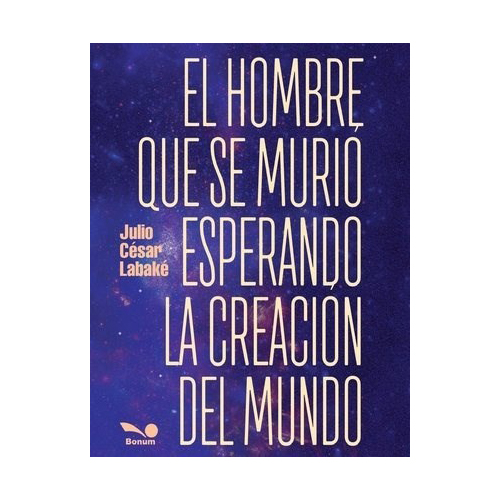 EL HOMBRE
QUE SE MURIÓ
ESPERANDO
LA CREACIÓN
DEL MUNDO
Julio
César
Labaké
Bonum